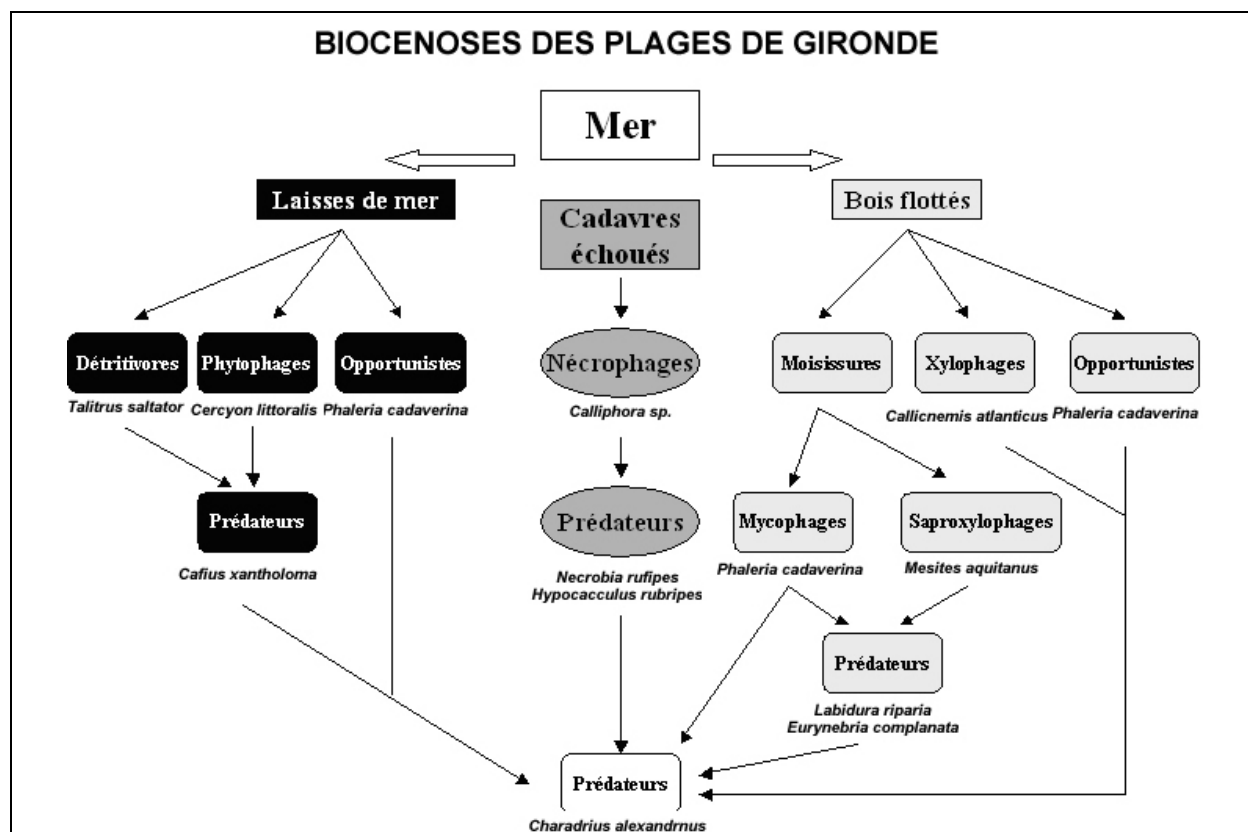 BIOCENOSES DES PLAGES DE GIRONDE
Mer
Laisses de mer
Cadavres
échoués
Bois flottés
Détritivores
Phytophages
Opportunistes
Nécrophages
Moisissures
Xylophages
Opportunistes
Talitrus saltator
Cercyon littoralis
Phaleria cadaverina
Calliphora sp.
Callicnemis atlanticus
Phaleria cadaverina
Prédateurs
Prédateurs
Mycophages
Saproxylophages
Cafius xantholoma
Necrobia rufipes
Hypocacculus rubripes
Phaleria cadaverina
Mesites aquitanus
Prédateurs
Labidura riparia
Eurynebria complanata
Prédateurs
Charadrius alexandrnus